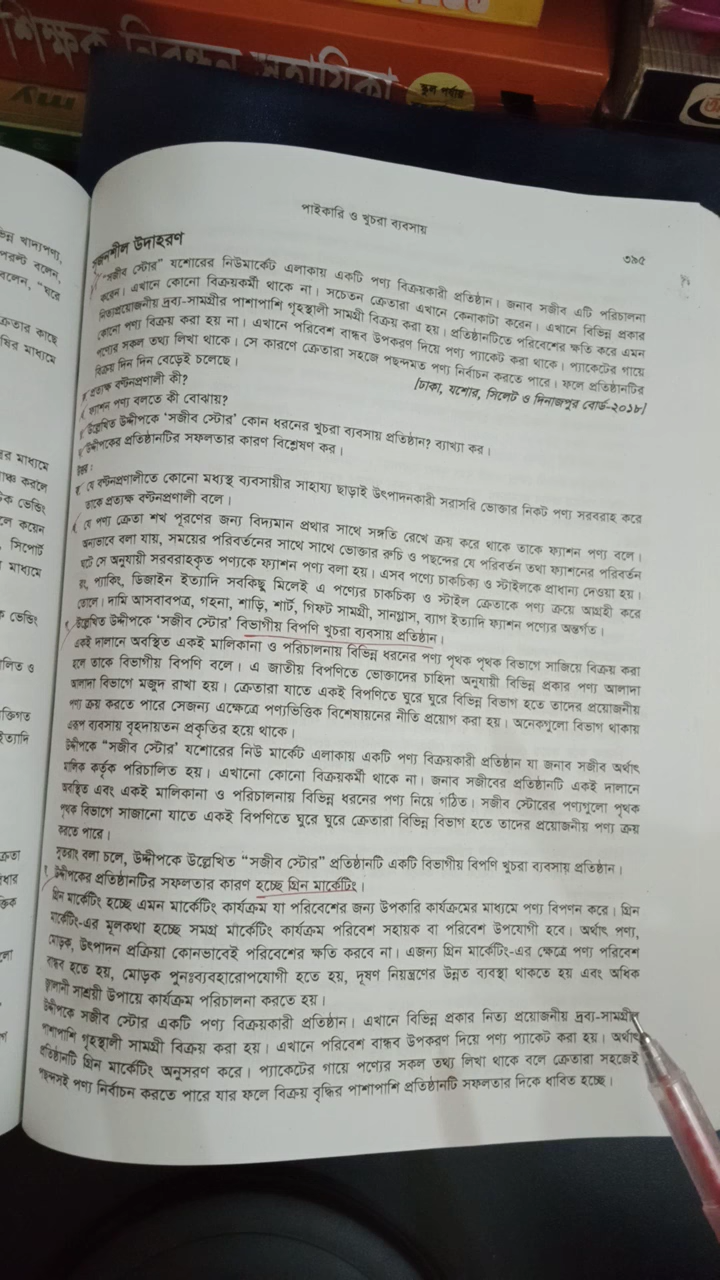 শিক্ষক নিবন্ধন সহায়িকা
স্কুল পর্যায়
পাইকারি ও খুচরা ব্যবসায়
৩৯৫
সৃজনশীল উদাহরণ
"সজীব স্টোর" যশোরের নিউমার্কেট এলাকায় একটি পণ্য বিক্রয়কারী প্রতিষ্ঠান। জনাব সজীব এটি পরিচালনা
করেন। এখানে কোনো বিক্রয়কর্মী থাকে না। সচেতন ক্রেতারা এখানে কেনাকাটা করেন। এখানে বিভিন্ন প্রকার
নিত্যপ্রয়োজনীয় দ্রব্য-সামগ্রীর পাশাপাশি গৃহস্থালী সামগ্রী বিক্রয় করা হয়। প্রতিষ্ঠানটিতে পরিবেশের ক্ষতি করে এমন
কোনো পণ্য বিক্রয় করা হয় না। এখানে পরিবেশ বান্ধব উপকরণ দিয়ে পণ্য প্যাকেট করা থাকে। প্যাকেটের গায়ে
পণ্যের সকল তথ্য লিখা থাকে। সে কারণে ক্রেতারা সহজে পছন্দমত পণ্য নির্বাচন করতে পারে। ফলে প্রতিষ্ঠানটির
বিক্রয় দিন দিন বেড়েই চলেছে।
[ঢাকা, যশোর, সিলেট ও দিনাজপুর বোর্ড-২০১৮]
প্রত্যক্ষ বণ্টনপ্রণালী কী?
ফ্যাশন পণ্য বলতে কী বোঝায়?
উল্লেখিত উদ্দীপকে 'সজীব স্টোর' কোন ধরনের খুচরা ব্যবসায় প্রতিষ্ঠান? ব্যাখ্যা কর।
উদ্দীপকের প্রতিষ্ঠানটির সফলতার কারণ বিশ্লেষণ কর।
উত্তর:
যে বণ্টনপ্রণালীতে কোনো মধ্যস্থ ব্যবসায়ীর সাহায্য ছাড়াই উৎপাদনকারী সরাসরি ভোক্তার নিকট পণ্য সরবরাহ করে
তাকে প্রত্যক্ষ বণ্টনপ্রণালী বলে।
যে পণ্য ক্রেতা শখ পূরণের জন্য বিদ্যমান প্রথার সাথে সঙ্গতি রেখে ক্রয় করে থাকে তাকে ফ্যাশন পণ্য বলে।
অন্যভাবে বলা যায়, সময়ের পরিবর্তনের সাথে সাথে ভোক্তার রুচি ও পছন্দের যে পরিবর্তন তথা ফ্যাশনের পরিবর্তন
ঘটে সে অনুযায়ী সরবরাহকৃত পণ্যকে ফ্যাশন পণ্য বলা হয়। এসব পণ্যে চাকচিক্য ও স্টাইলকে প্রাধান্য দেওয়া হয়।
রং, প্যাকিং, ডিজাইন ইত্যাদি সবকিছু মিলেই এ পণ্যের চাকচিক্য ও স্টাইল ক্রেতাকে পণ্য ক্রয়ে আগ্রহী করে
তোলে। দামি আসবাবপত্র, গহনা, শাড়ি, শার্ট, গিফট সামগ্রী, সানগ্লাস, ব্যাগ ইত্যাদি ফ্যাশন পণ্যের অন্তর্গত।
উল্লেখিত উদ্দীপকে 'সজীব স্টোর' বিভাগীয় বিপণি খুচরা ব্যবসায় প্রতিষ্ঠান।
একই দালানে অবস্থিত একই মালিকানা ও পরিচালনায় বিভিন্ন ধরনের পণ্য পৃথক পৃথক বিভাগে সাজিয়ে বিক্রয় করা
হলে তাকে বিভাগীয় বিপণি বলে। এ জাতীয় বিপণিতে ভোক্তাদের চাহিদা অনুযায়ী বিভিন্ন প্রকার পণ্য আলাদা
আলাদা বিভাগে মজুদ রাখা হয়। ক্রেতারা যাতে একই বিপণিতে ঘুরে ঘুরে বিভিন্ন বিভাগ হতে তাদের প্রয়োজনীয়
পণ্য ক্রয় করতে পারে সেজন্য এক্ষেত্রে পণ্যভিত্তিক বিশেষায়নের নীতি প্রয়োগ করা হয়। অনেকগুলো বিভাগ থাকায়
এরূপ ব্যবসায় বৃহদায়তন প্রকৃতির হয়ে থাকে।
উদ্দীপকে "সজীব স্টোর' যশোরের নিউ মার্কেট এলাকায় একটি পণ্য বিক্রয়কারী প্রতিষ্ঠান যা জনাব সজীব অর্থাৎ
মালিক কর্তৃক পরিচালিত হয়। এখানো কোনো বিক্রয়কর্মী থাকে না। জনাব সজীবের প্রতিষ্ঠানটি একই দালানে
অবস্থিত এবং একই মালিকানা ও পরিচালনায় বিভিন্ন ধরনের পণ্য নিয়ে গঠিত। সজীব স্টোরের পণ্যগুলো পৃথক
পৃথক বিভাগে সাজানো যাতে একই বিপণিতে ঘুরে ঘুরে ক্রেতারা বিভিন্ন বিভাগ হতে তাদের প্রয়োজনীয় পণ্য ক্রয়
করতে পারে।
সুতরাং বলা চলে, উদ্দীপকে উল্লেখিত "সজীব স্টোর" প্রতিষ্ঠানটি একটি বিভাগীয় বিপণি খুচরা ব্যবসায় প্রতিষ্ঠান।
উদ্দীপকের প্রতিষ্ঠানটির সফলতার কারণ হচ্ছে গ্রিন মার্কেটিং।
গ্রিন মার্কেটিং হচ্ছে এমন মার্কেটিং কার্যক্রম যা পরিবেশের জন্য উপকারি কার্যক্রমের মাধ্যমে পণ্য বিপণন করে। গ্রিন
মার্কেটিং-এর মূলকথা হচ্ছে সমগ্র মার্কেটিং কার্যক্রম পরিবেশ সহায়ক বা পরিবেশ উপযোগী হবে। অর্থাৎ পণ্য,
মোড়ক, উৎপাদন প্রক্রিয়া কোনভাবেই পরিবেশের ক্ষতি করবে না। এজন্য গ্রিন মার্কেটিং-এর ক্ষেত্রে পণ্য পরিবেশ
বান্ধব হতে হয়, মোড়ক পুনঃব্যবহারোপযোগী হতে হয়, দূষণ নিয়ন্ত্রণের উন্নত ব্যবস্থা থাকতে হয় এবং অধিক
জ্বালানী সাশ্রয়ী উপায়ে কার্যক্রম পরিচালনা করতে হয়।
উদ্দীপকে সজীব স্টোর একটি পণ্য বিক্রয়কারী প্রতিষ্ঠান। এখানে বিভিন্ন প্রকার নিত্য প্রয়োজনীয় দ্রব্য-সামগ্রীর
পাশাপাশি গৃহস্থালী সামগ্রী বিক্রয় করা হয়। এখানে পরিবেশ বান্ধব উপকরণ দিয়ে পণ্য প্যাকেট করা হয়। অর্থাৎ
প্রতিষ্ঠানটি গ্রিন মার্কেটিং অনুসরণ করে। প্যাকেটের গায়ে পণ্যের সকল তথ্য লিখা থাকে বলে ক্রেতারা সহজেই
পছন্দসই পণ্য নির্বাচন করতে পারে যার ফলে বিক্রয় বৃদ্ধির পাশাপাশি প্রতিষ্ঠানটি সফলতার দিকে ধাবিত হচ্ছে।